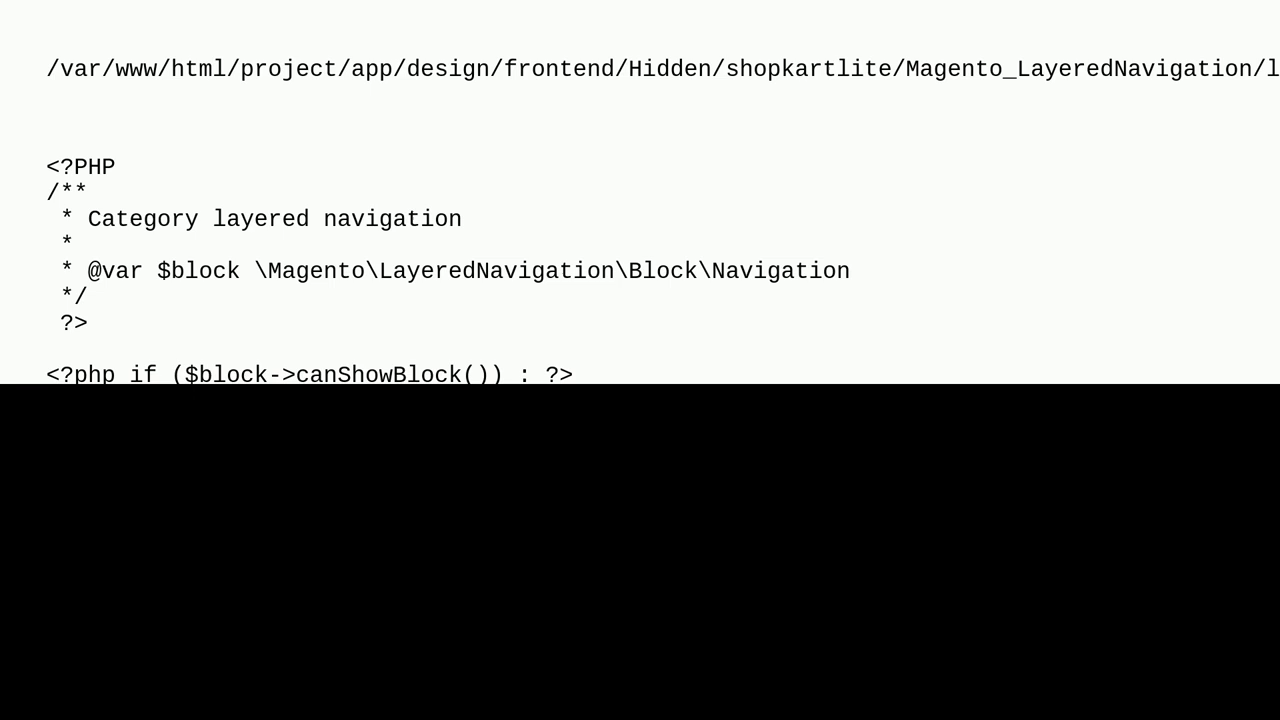 /var/www/html/project/app/design/frontend/Hidden/shopkartlite/Magento_LayeredNavigation/l
<?PHP
/**
 * Category layered navigation
 *
 * @var $block \Magento\LayeredNavigation\Block\Navigation
 */
 ?>
<?php if ($block->canShowBlock()) : ?>